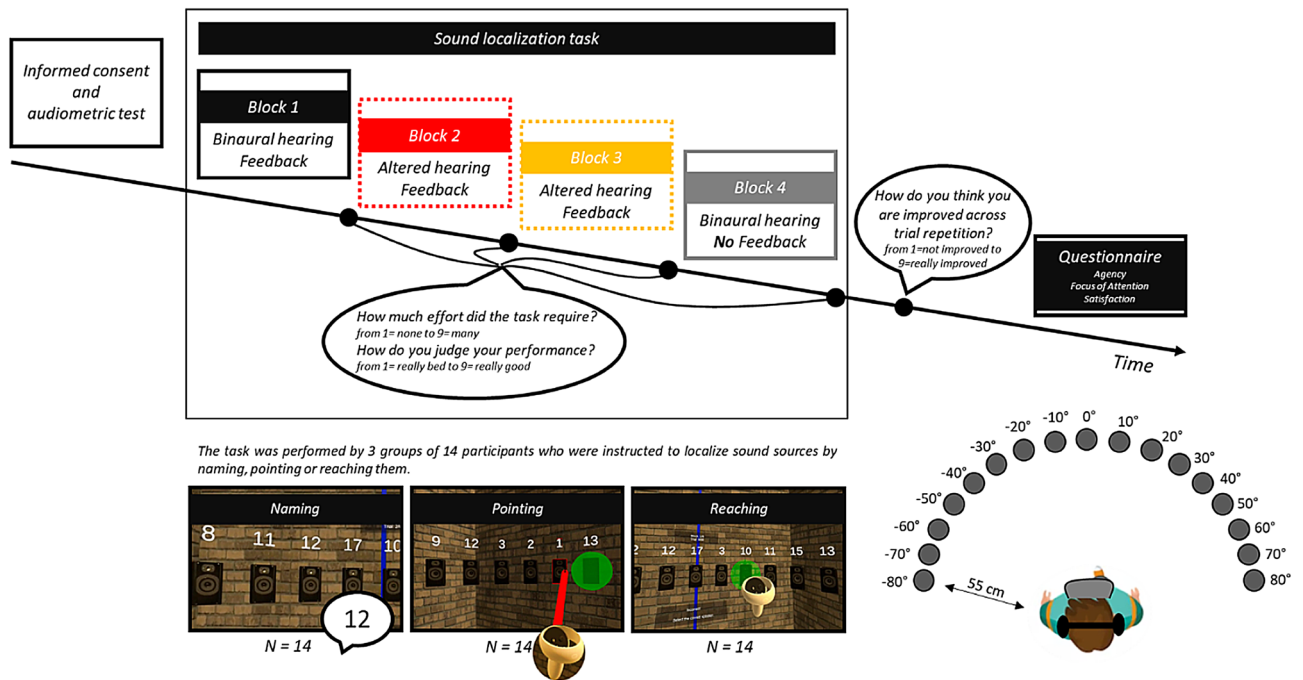 Sound localization task
Informed consent
and
audiometric test
Block 1
Binaural hearing
Feedback
Block 2
Altered hearing
Feedback
Block 3
Altered hearing
Feedback
Block 4
Binaural hearing
No Feedback
How do you think you
are improved across
trial repetition?
from 1=not improved to
9=really improved
Questionnaire
Agency
Focus of Attention
Satisfaction
How much effort did the task require?
from 1= none to 9= many
How do you judge your performance?
from 1= really bed to 9= really good
Time
The task was performed by 3 groups of 14 participants who were instructed to localize sound sources by
naming, pointing or reaching them.
Naming
8 11 12 17 10
12
N = 14
Pointing
9 12 3 2 1 13
N = 14
Reaching
2 12 17 3 10 11 15 13
N = 14
-80°
-70°
-60°
-50°
-40°
-30°
-20°
-10°
0°
10°
20°
30°
40°
50°
60°
70°
80°
55 cm